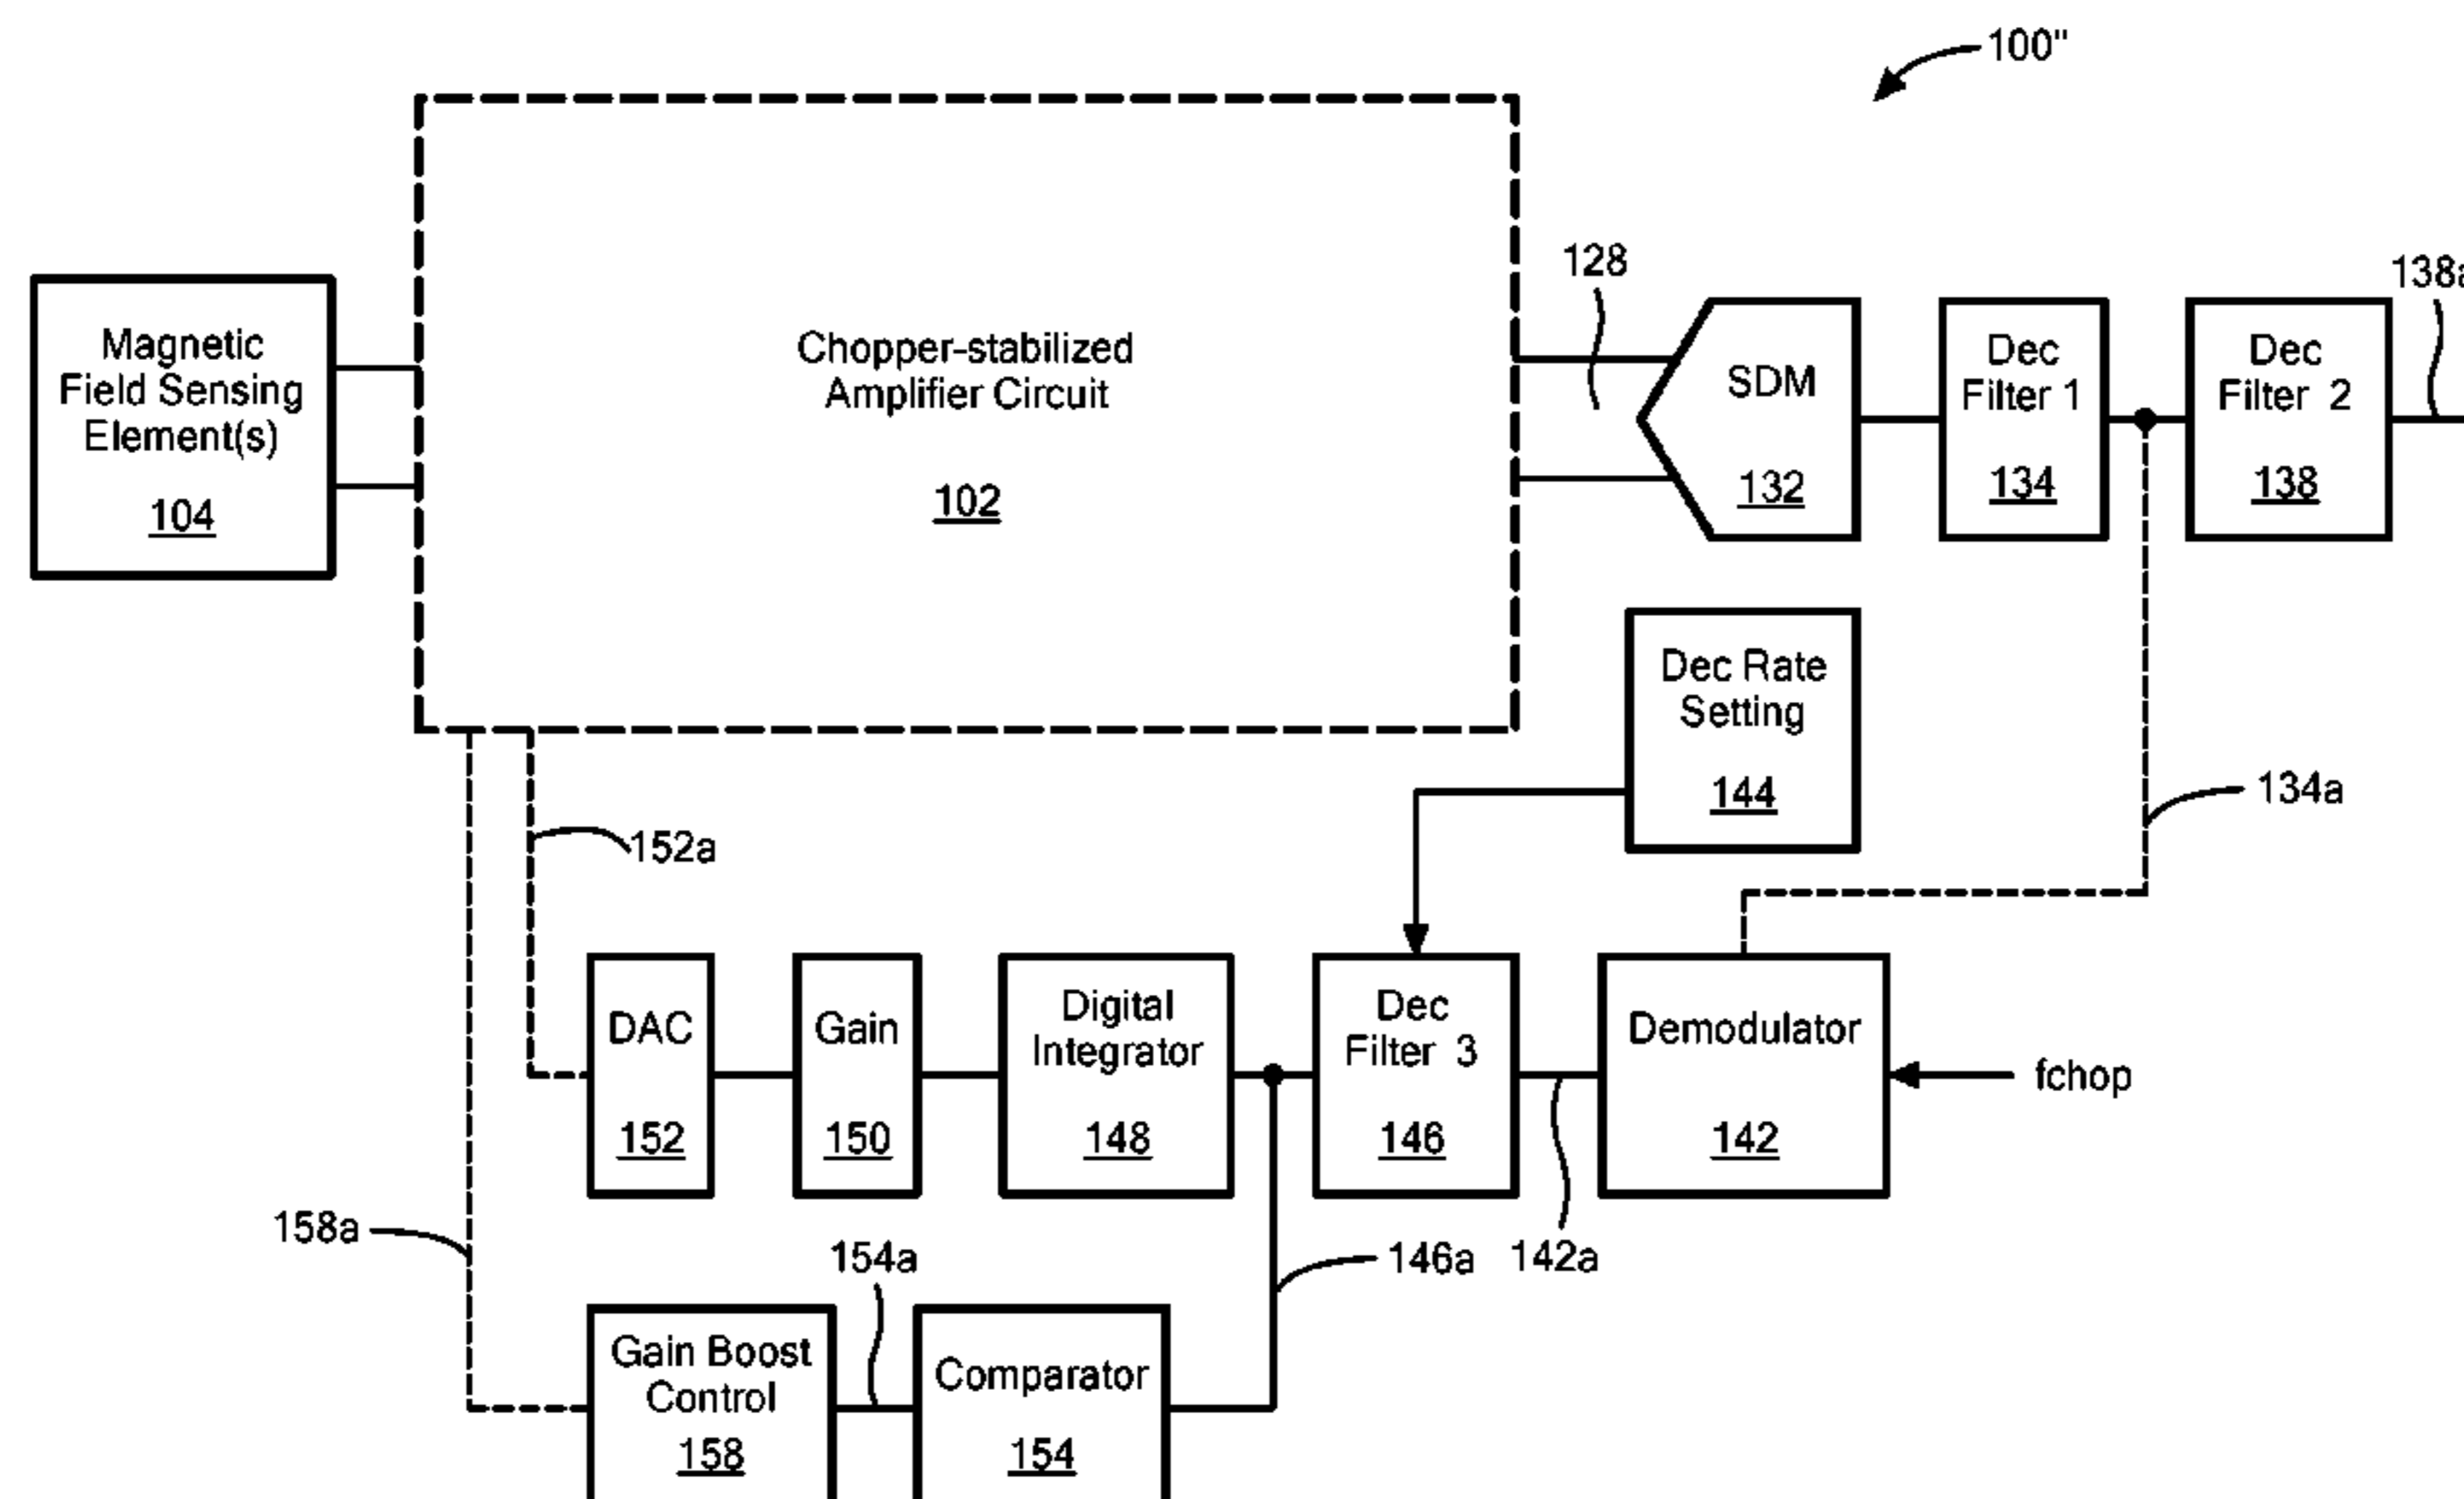 100"
Magnetic
Field Sensing
Element(s)
104
Chopper-stabilized
Amplifier Circuit
102
128
SDM
132
Dec
Filter 1
134
Dec
Filter 2
138
138a
Dec Rate
Setting
144
134a
152a
DAC
152
Gain
150
Digital
Integrator
148
Dec
Filter 3
146
Demodulator
142
fchop
158a
154a
146a
142a
Gain Boost
Control
158
Comparator
154